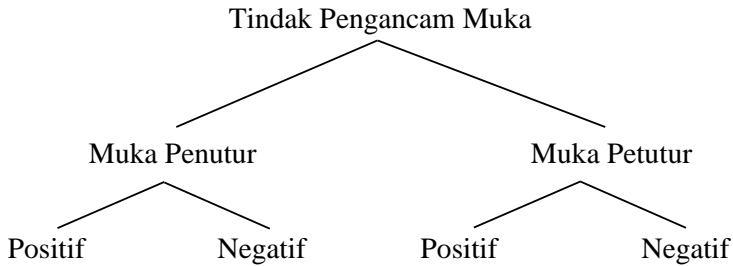 Tindak Pengancam Muka
Muka Penutur Muka Petutur
Positif Negatif Positif Negatif